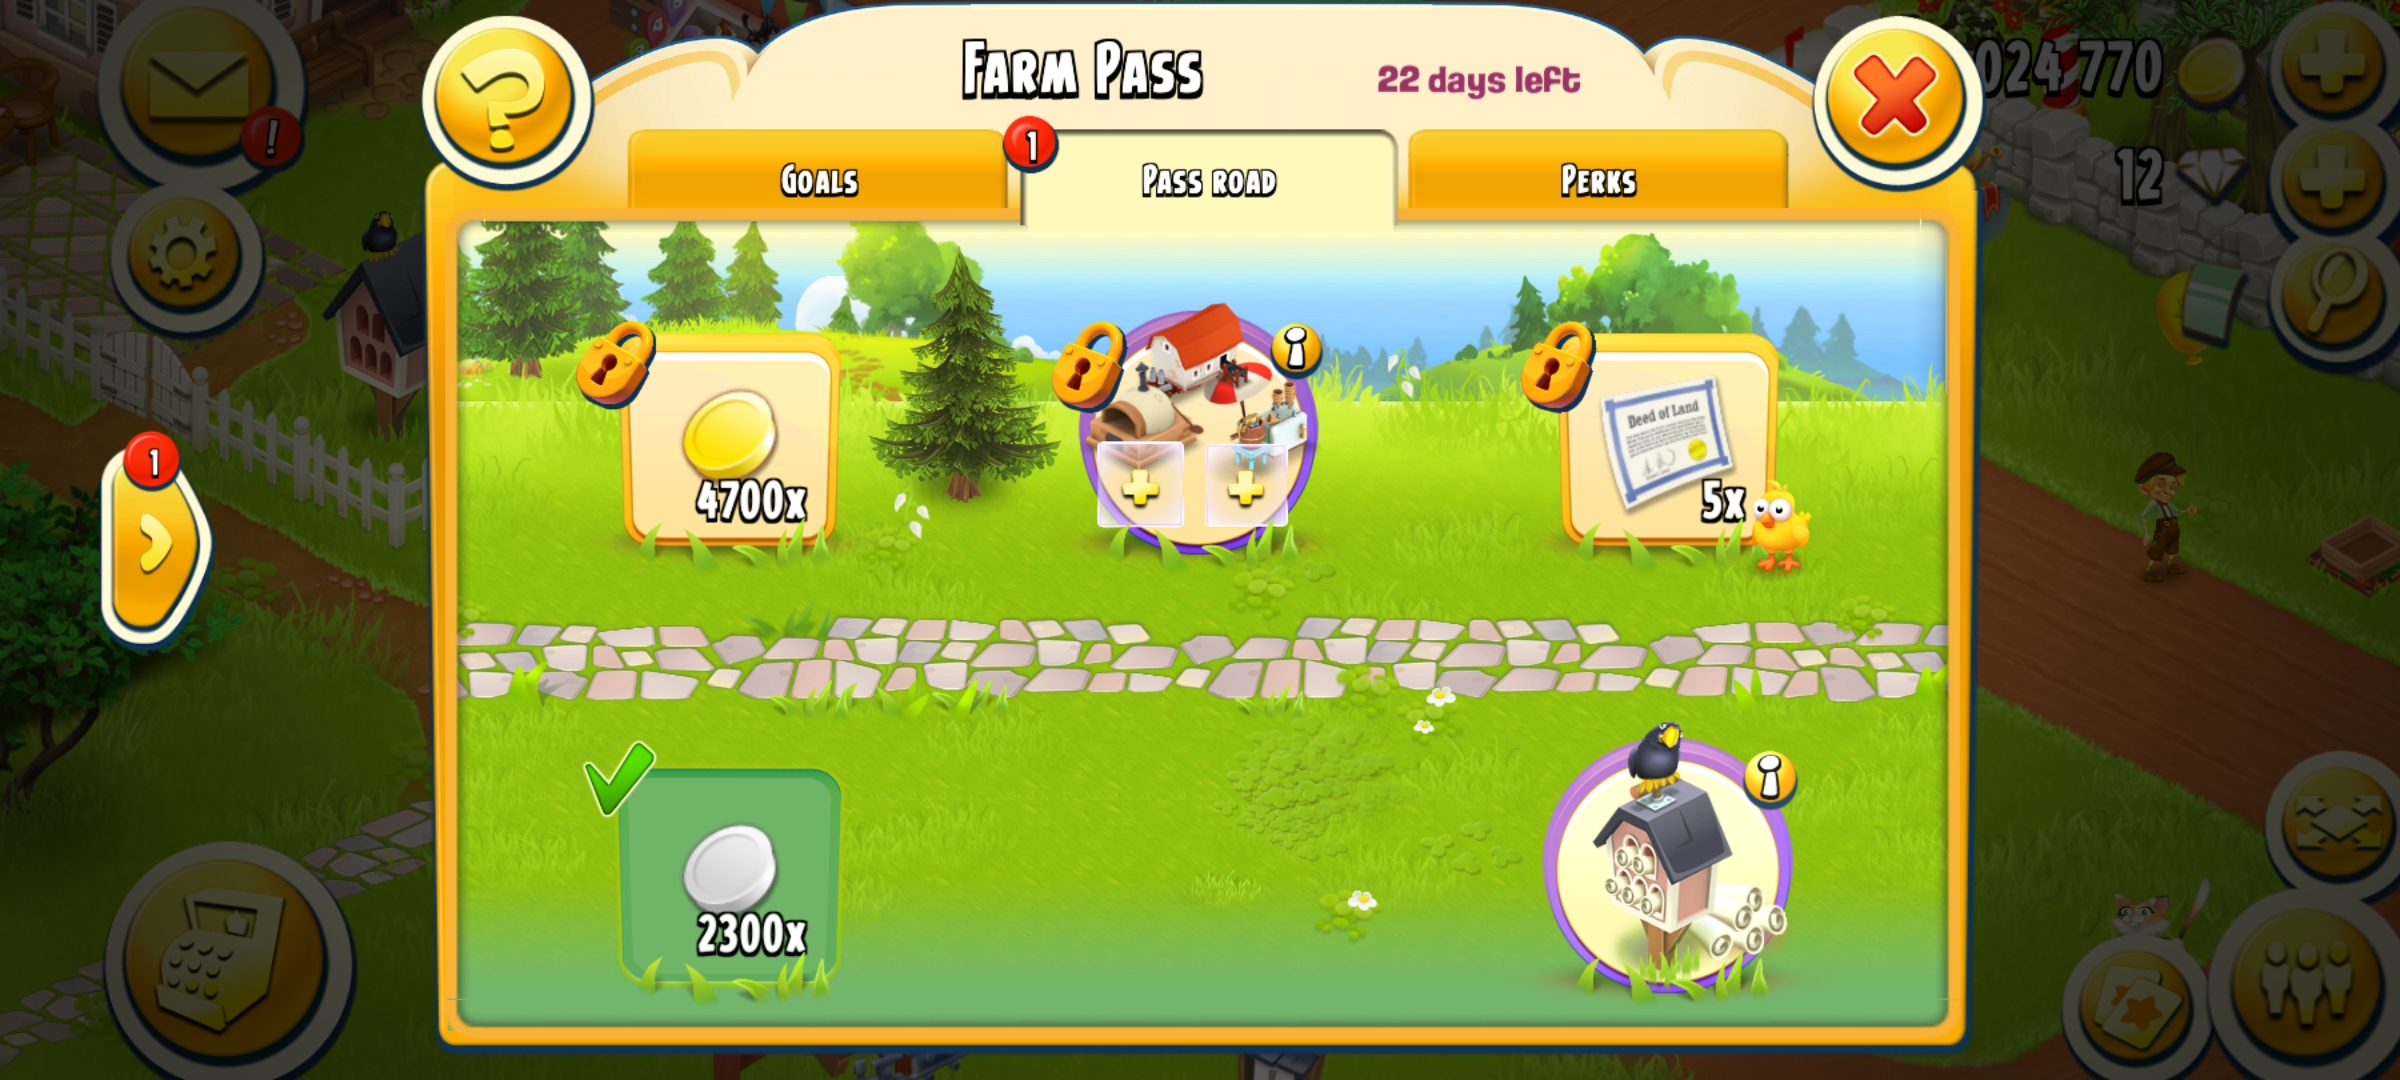 FARM PASS
22 days left
024 770
12
GOALS
1
PASS ROAD
PERKS
!
1
4700x
Deed of Land
5x
2300x